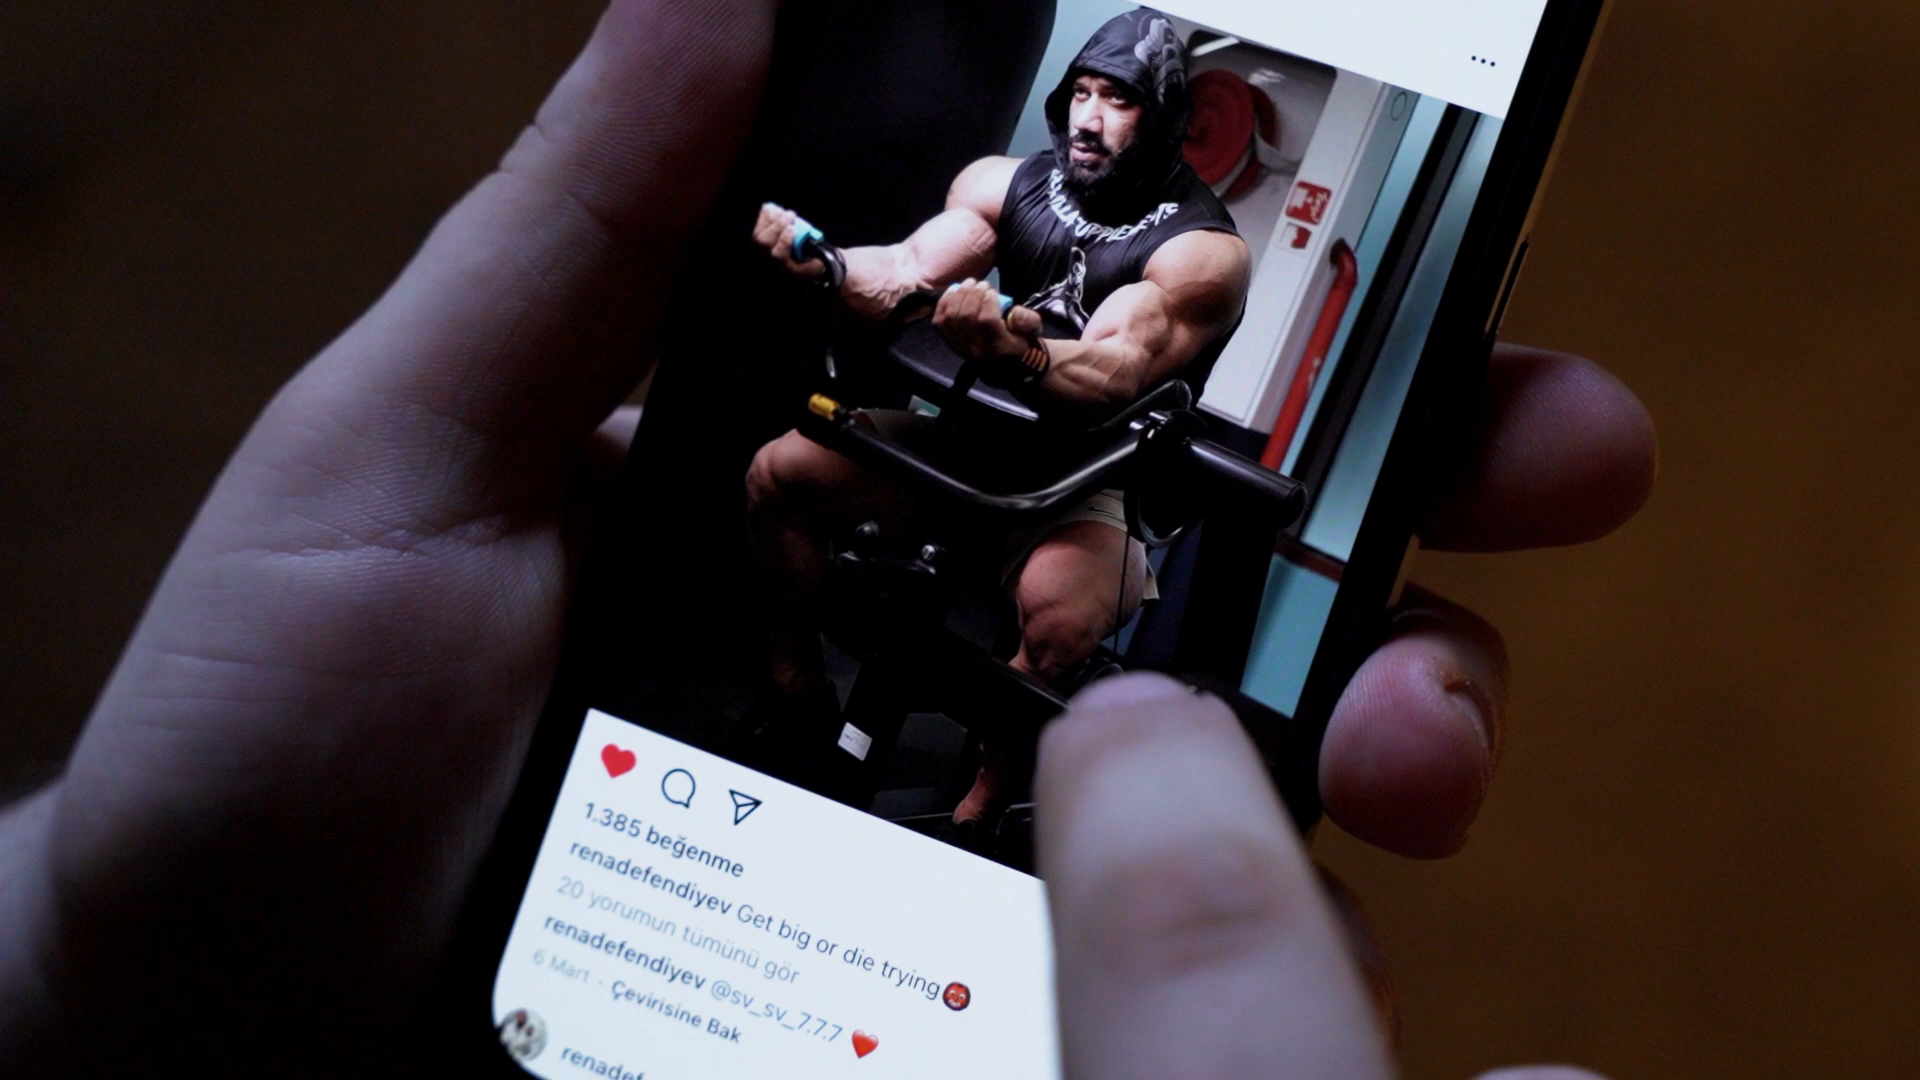 1.385 beğenme
renadefendiyev Get big or die trying👹
20 yorumun tümünü gör
renadefendiyev @sv_sv_7.7.7 ❤️
6 Mart · Çevirisine Bak